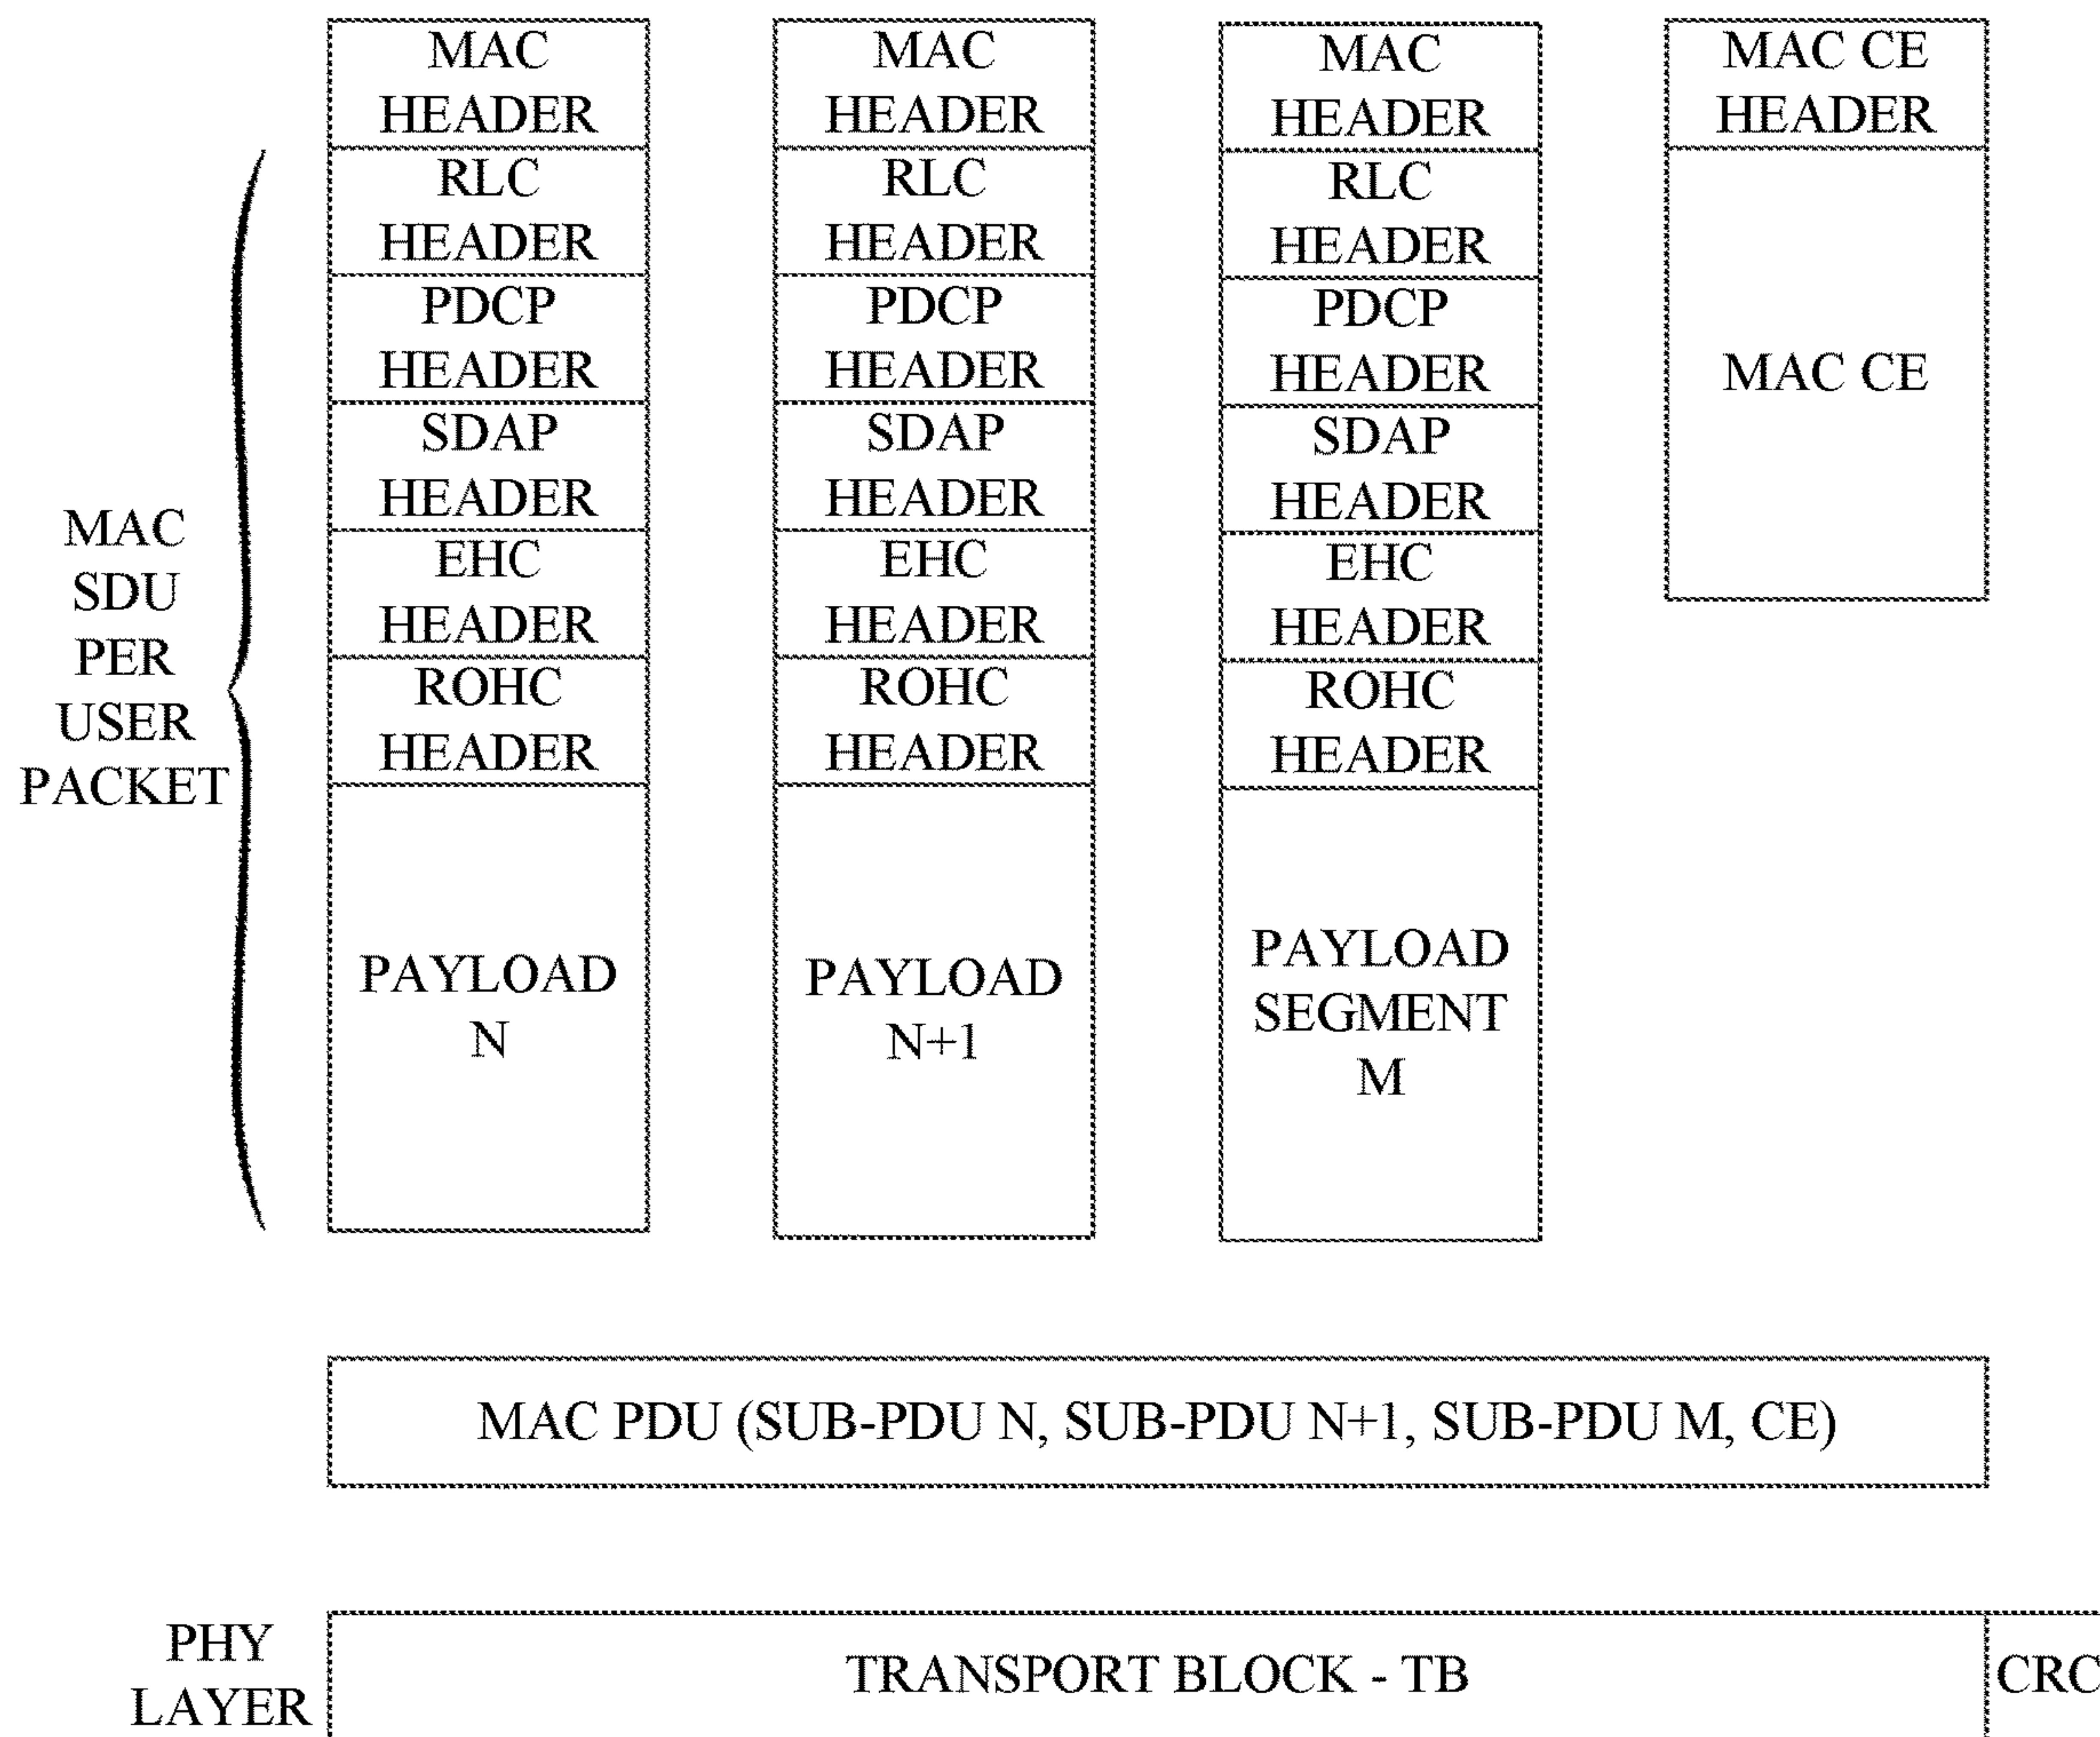 MAC
HEADER
RLC
HEADER
PDCP
HEADER
SDAP
HEADER
EHC
HEADER
ROHC
HEADER
PAYLOAD
N
MAC
HEADER
RLC
HEADER
PDCP
HEADER
SDAP
HEADER
EHC
HEADER
ROHC
HEADER
PAYLOAD
N+1
MAC
HEADER
RLC
HEADER
PDCP
HEADER
SDAP
HEADER
EHC
HEADER
ROHC
HEADER
PAYLOAD
SEGMENT
M
MAC CE
HEADER
MAC CE
MAC
SDU
PER
USER
PACKET
MAC PDU (SUB-PDU N, SUB-PDU N+1, SUB-PDU M, CE)
PHY
LAYER
TRANSPORT BLOCK - TB
CRC